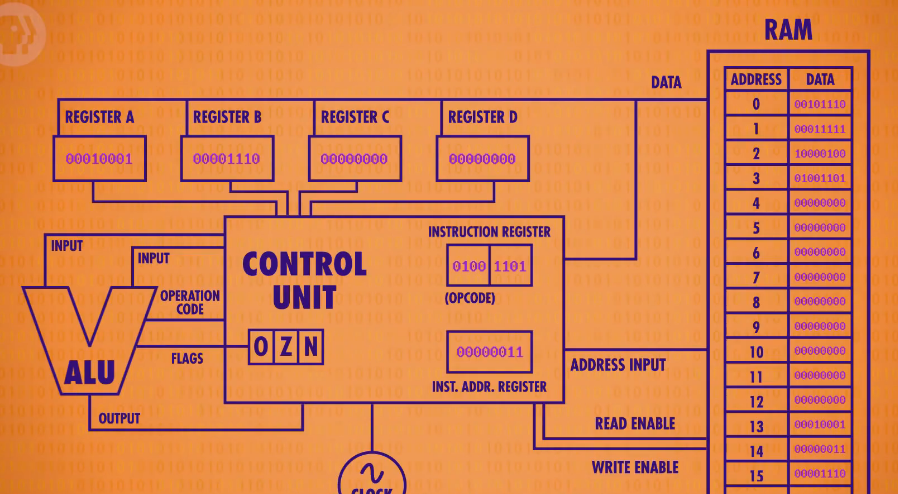 RAM
DATA
ADDRESS DATA
0 00101110
1 00011111
2 10000100
3 01001101
4 00000000
5 00000000
6 00000000
7 00000000
8 00000000
9 00000000
10 00000000
11 00000000
12 00000000
13 00010001
14 00000011
15 00001110
REGISTER A
00010001
REGISTER B
00001110
REGISTER C
00000000
REGISTER D
00000000
CONTROL
UNIT
INSTRUCTION REGISTER
0100 1101
(OPCODE)
00000011
INST. ADDR. REGISTER
O Z N
INPUT
INPUT
OPERATION
CODE
FLAGS
ALU
OUTPUT
ADDRESS INPUT
READ ENABLE
WRITE ENABLE
CLOCK